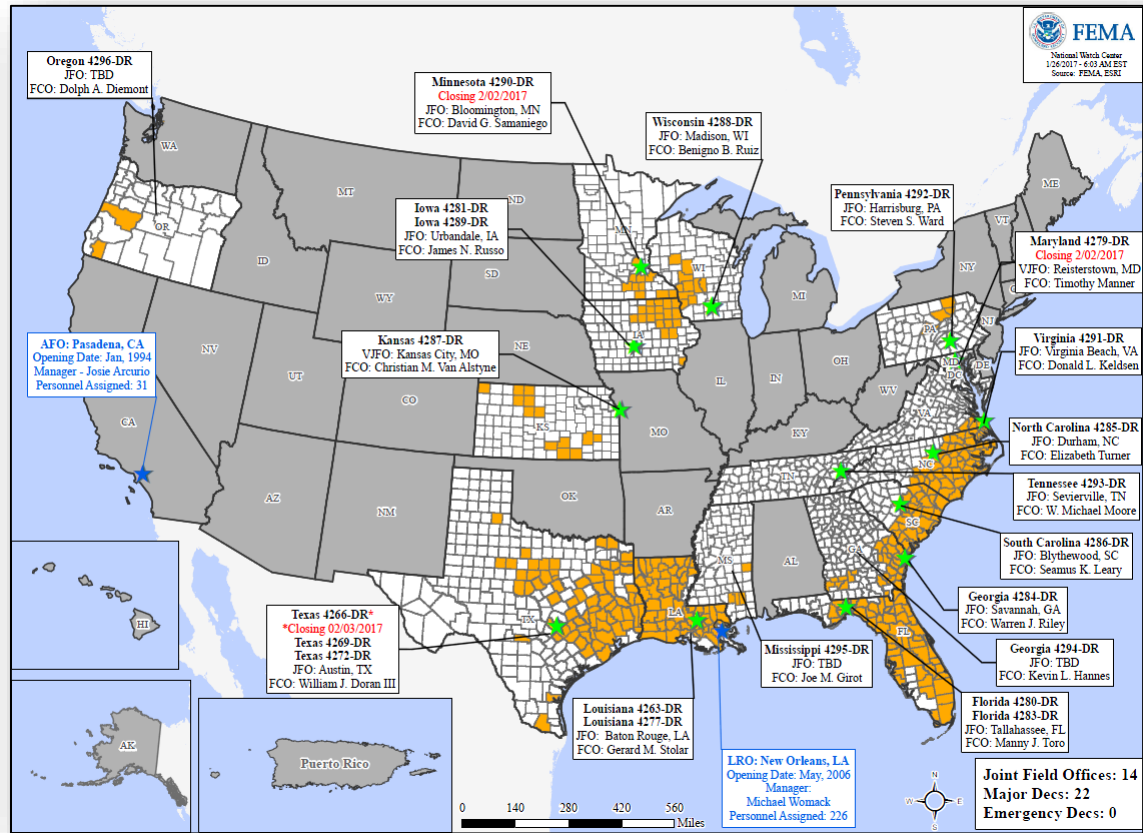 FEMA
National Watch Center
1/26/2017 - 6:03 AM EST
Source: FEMA, ESRI
Oregon 4296-DR
JFO: TBD
FCO: Dolph A. Diemont
Minnesota 4290-DR
Closing 2/02/2017
JFO: Bloomington, MN
FCO: David G. Samaniego
Wisconsin 4288-DR
JFO: Madison, WI
FCO: Benigno B. Ruiz
Iowa 4281-DR
Iowa 4289-DR
JFO: Urbandale, IA
FCO: James N. Russo
Pennsylvania 4292-DR
JFO: Harrisburg, PA
FCO: Steven S. Ward
Maryland 4279-DR
Closing 2/02/2017
VJFO: Reisterstown, MD
FCO: Timothy Manner
Kansas 4287-DR
VJFO: Kansas City, MO
FCO: Christian M. Van Alstyne
AFO: Pasadena, CA
Opening Date: Jan, 1994
Manager - Josie Arcurio
Personnel Assigned: 31
Virginia 4291-DR
JFO: Virginia Beach, VA
FCO: Donald L. Keldsen
North Carolina 4285-DR
JFO: Durham, NC
FCO: Elizabeth Turner
Tennessee 4293-DR
JFO: Sevierville, TN
FCO: W. Michael Moore
South Carolina 4286-DR
JFO: Blythewood, SC
FCO: Seamus K. Leary
Georgia 4284-DR
JFO: Savannah, GA
FCO: Warren J. Riley
Georgia 4294-DR
JFO: TBD
FCO: Kevin L. Hannes
Texas 4266-DR*
*Closing 02/03/2017
Texas 4269-DR
Texas 4272-DR
JFO: Austin, TX
FCO: William J. Doran III
Mississippi 4295-DR
JFO: TBD
FCO: Joe M. Girot
Louisiana 4263-DR
Louisiana 4277-DR
JFO: Baton Rouge, LA
FCO: Gerard M. Stolar
Florida 4280-DR
Florida 4283-DR
JFO: Tallahassee, FL
FCO: Manny J. Toro
LRO: New Orleans, LA
Opening Date: May, 2006
Manager:
Michael Womack
Personnel Assigned: 226
WA
MT
ND
MN
ME
VT
OR
ID
SD
WI
NY
WY
MI
PA
NJ
IA
NE
MD
DE
DC
NV
UT
CO
IL
IN
OH
WV
VA
CA
KS
MO
KY
NC
TN
AZ
NM
OK
AR
SC
MS
AL
GA
TX
LA
FL
HI
AK
Puerto Rico
N
W
E
S
0
140
280
420
560
Miles
Joint Field Offices: 14
Major Decs: 22
Emergency Decs: 0